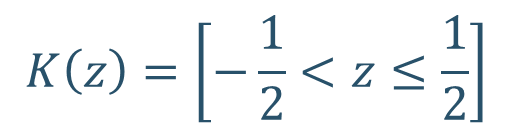 K(z) = [−1/2 < z ≤ 1/2]